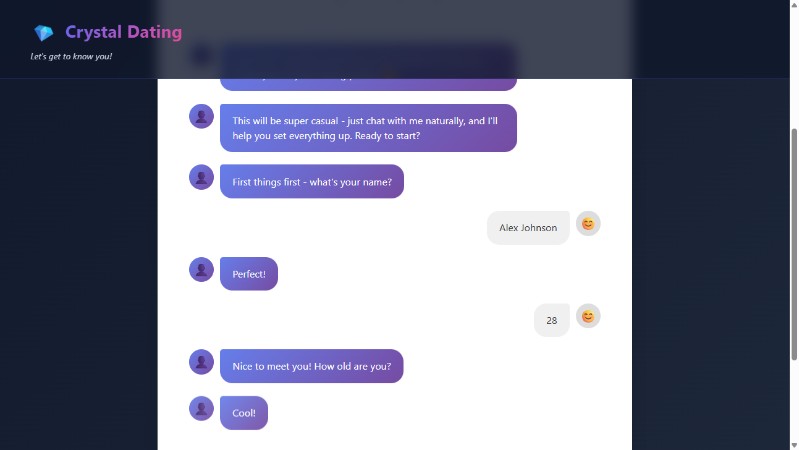 Crystal Dating
Let's get to know you!
This will be super casual - just chat with me naturally, and I'll
help you set everything up. Ready to start?
First things first - what's your name?
Alex Johnson
Perfect!
28
Nice to meet you! How old are you?
Cool!